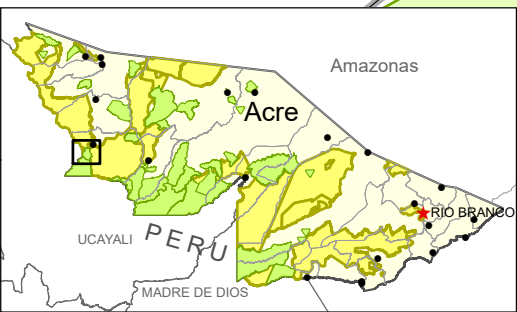 Amazonas
Acre
RIO BRANCO
UCAYALI
PERU
MADRE DE DIOS